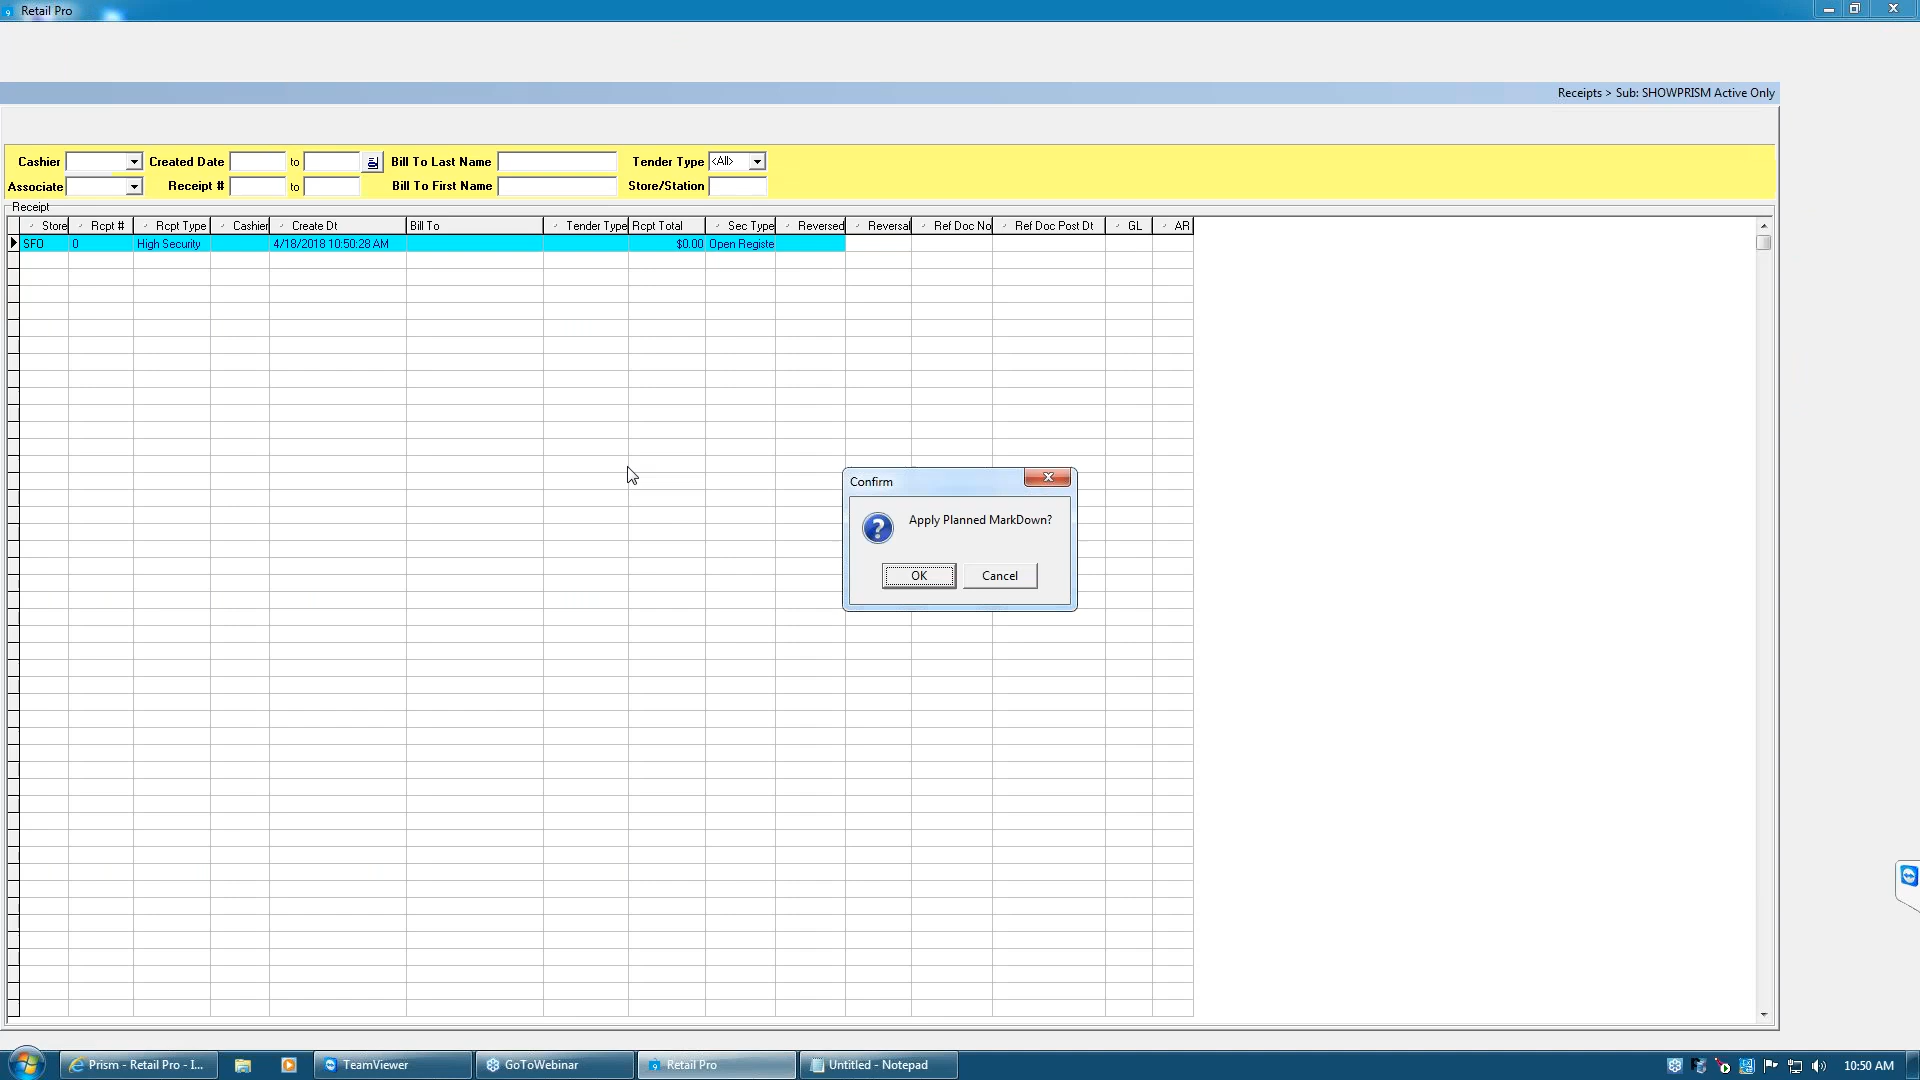 Retail Pro
Receipts > Sub: SHOWPRISM Active Only
Cashier Created Date to Bill To Last Name Tender Type <All>
Associate Receipt # to Bill To First Name Store/Station
Receipt
Store Rcpt # Rcpt Type Cashier Create Dt Bill To Tender Type Rcpt Total Sec Type Reversed Reversal Ref Doc No Ref Doc Post Dt GL AR
SFO 0 High Security 4/18/2018 10:50:28 AM $0.00 Open Registe
Confirm
Apply Planned MarkDown?
OK Cancel
Prism - Retail Pro - I... TeamViewer GoToWebinar Retail Pro Untitled - Notepad 10:50 AM